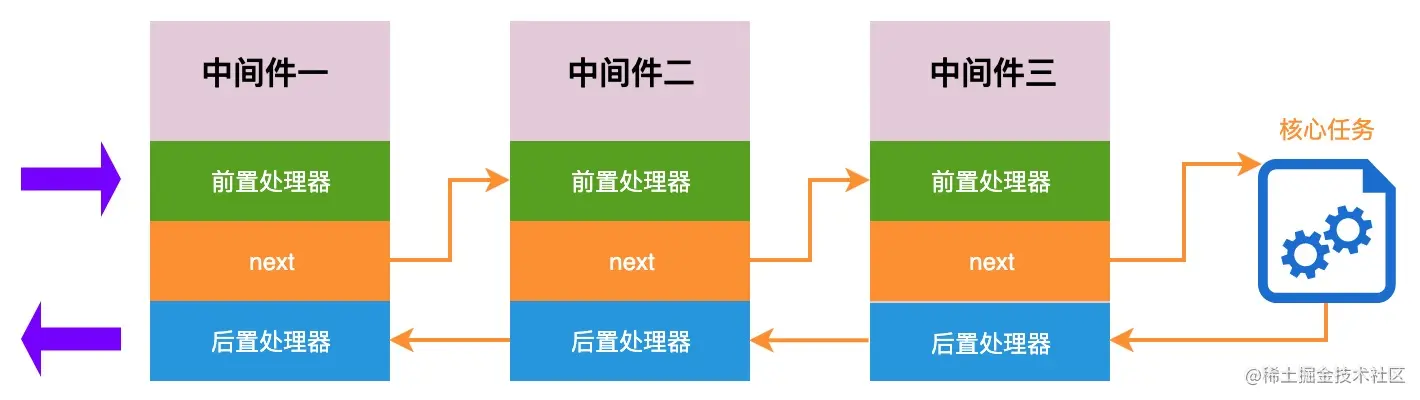 中间件一
中间件二
中间件三
核心任务
前置处理器
前置处理器
前置处理器
next
next
next
后置处理器
后置处理器
后置处理器
@稀土掘金技术社区